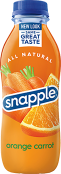 NEW LOOK
SAME
GREAT
TASTE
ALL NATURAL
snapple
orange carrot